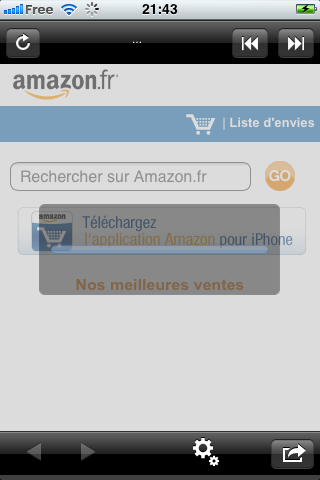 Free 21:43
...
amazon.fr
| Liste d'envies
Rechercher sur Amazon.fr GO
amazon
Téléchargez
l'application Amazon pour iPhone
Nos meilleures ventes